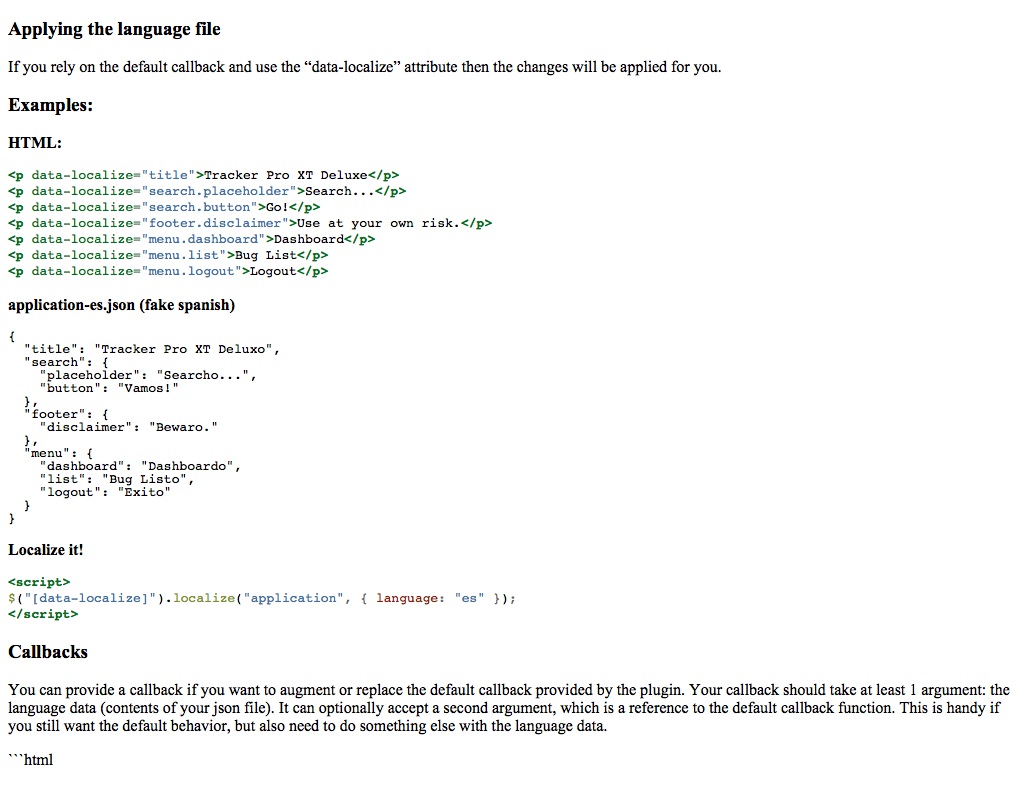 Applying the language file
If you rely on the default callback and use the “data-localize” attribute then the changes will be applied for you.
Examples:
HTML:
<p data-localize="title">Tracker Pro XT Deluxe</p>
<p data-localize="search.placeholder">Search...</p>
<p data-localize="search.button">Go!</p>
<p data-localize="footer.disclaimer">Use at your own risk.</p>
<p data-localize="menu.dashboard">Dashboard</p>
<p data-localize="menu.list">Bug List</p>
<p data-localize="menu.logout">Logout</p>
application-es.json (fake spanish)
{
  "title": "Tracker Pro XT Deluxo",
  "search": {
    "placeholder": "Searcho...",
    "button": "Vamos!"
  },
  "footer": {
    "disclaimer": "Bewaro."
  },
  "menu": {
    "dashboard": "Dashboardo",
    "list": "Bug Listo",
    "logout": "Exito"
  }
}
Localize it!
<script>
$("[data-localize]").localize("application", { language: "es" });
</script>
Callbacks
You can provide a callback if you want to augment or replace the default callback provided by the plugin. Your callback should take at least 1 argument: the
language data (contents of your json file). It can optionally accept a second argument, which is a reference to the default callback function. This is handy if
you still want the default behavior, but also need to do something else with the language data.
```html